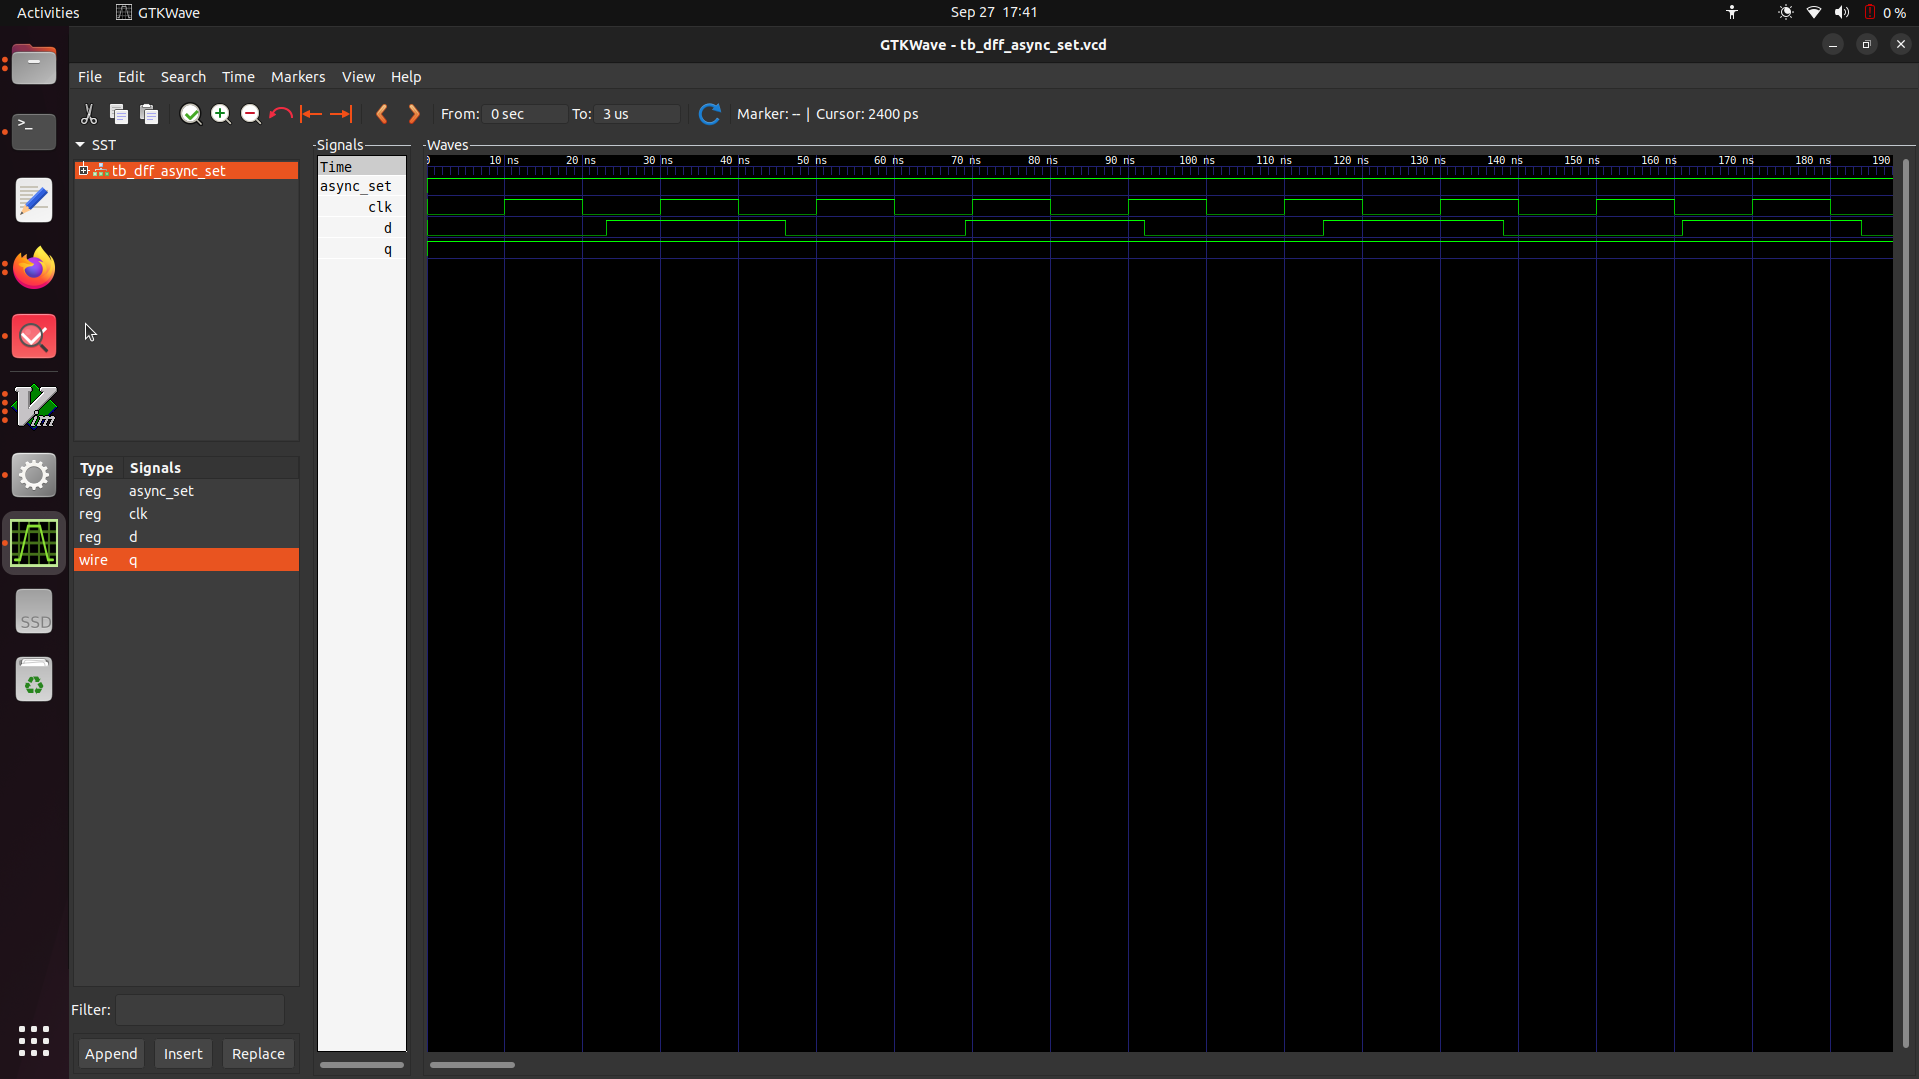 Activities
GTKWave
Sep 27 17:41
0 %
GTKWave - tb_dff_async_set.vcd
File Edit Search Time Markers View Help
From: 0 sec To: 3 us Marker: -- | Cursor: 2400 ps
SST
tb_dff_async_set
Signals
Time
async_set
clk
d
q
Waves
0 10 ns 20 ns 30 ns 40 ns 50 ns 60 ns 70 ns 80 ns 90 ns 100 ns 110 ns 120 ns 130 ns 140 ns 150 ns 160 ns 170 ns 180 ns 190
Type Signals
reg async_set
reg clk
reg d
wire q
Filter:
Append Insert Replace
>_
Vim
SSD